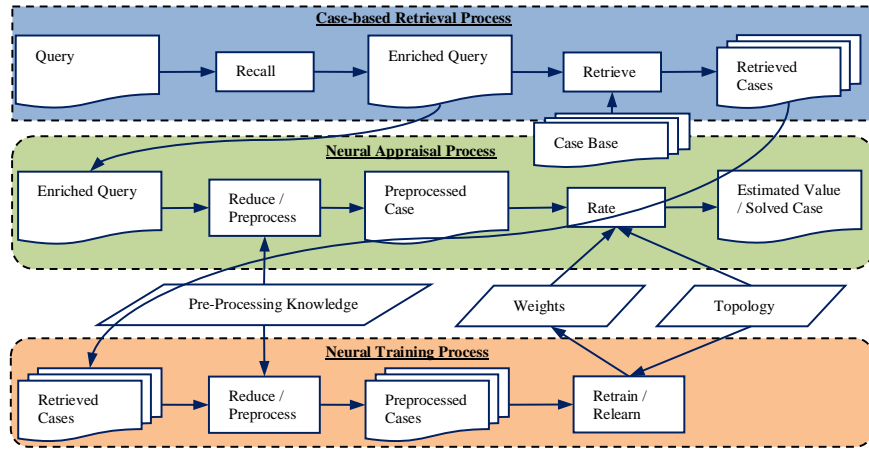 Case-based Retrieval Process
Query
Recall
Enriched Query
Retrieve
Retrieved
Cases
Case Base
Neural Appraisal Process
Enriched Query
Reduce /
Preprocess
Preprocessed
Case
Rate
Estimated Value
/ Solved Case
Pre-Processing Knowledge
Weights
Topology
Neural Training Process
Retrieved
Cases
Reduce /
Preprocess
Preprocessed
Cases
Retrain /
Relearn